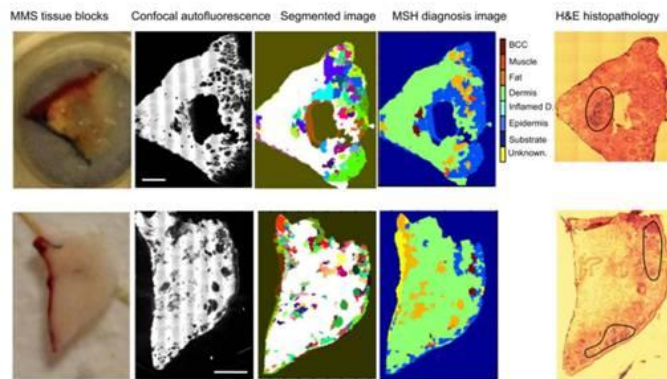 MMS tissue blocks Confocal autofluorescence Segmented image MSH diagnosis image H&E histopathology
BCC
Muscle
Fat
Dermis
Inflamed D.
Epidermis
Substrate
Unknown.